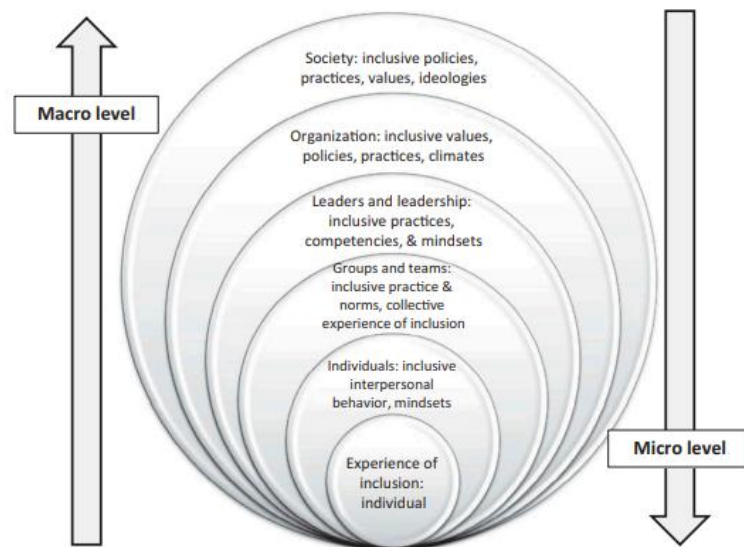 Society: inclusive policies,
practices, values, ideologies
Macro level
Organization: inclusive values,
policies, practices, climates
Leaders and leadership:
inclusive practices,
competencies, & mindsets
Groups and teams:
inclusive practice &
norms, collective
experience of inclusion
Individuals: inclusive
interpersonal
behavior, mindsets
Micro level
Experience of
inclusion:
individual